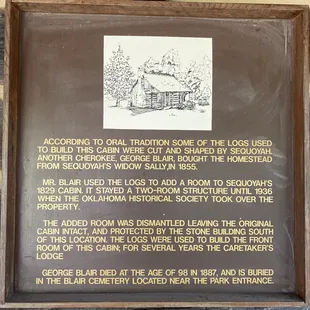 ACCORDING TO ORAL TRADITION SOME OF THE LOGS USED
TO BUILD THIS CABIN WERE CUT AND SHAPED BY SEQUOYAH.
ANOTHER CHEROKEE, GEORGE BLAIR, BOUGHT THE HOMESTEAD
FROM SEQUOYAH'S WIDOW SALLY,IN 1855.
MR. BLAIR USED THE LOGS TO ADD A ROOM TO SEQUOYAH'S
1829 CABIN. IT STAYED A TWO-ROOM STRUCTURE UNTIL 1936
WHEN THE OKLAHOMA HISTORICAL SOCIETY TOOK OVER THE
PROPERTY.
THE ADDED ROOM WAS DISMANTLED LEAVING THE ORIGINAL
CABIN INTACT, AND PROTECTED BY THE STONE BUILDING SOUTH
OF THIS LOCATION. THE LOGS WERE USED TO BUILD THE FRONT
ROOM OF THIS CABIN; FOR SEVERAL YEARS THE CARETAKER'S
LODGE
GEORGE BLAIR DIED AT THE AGE OF 98 IN 1887, AND IS BURIED
IN THE BLAIR CEMETERY LOCATED NEAR THE PARK ENTRANCE.